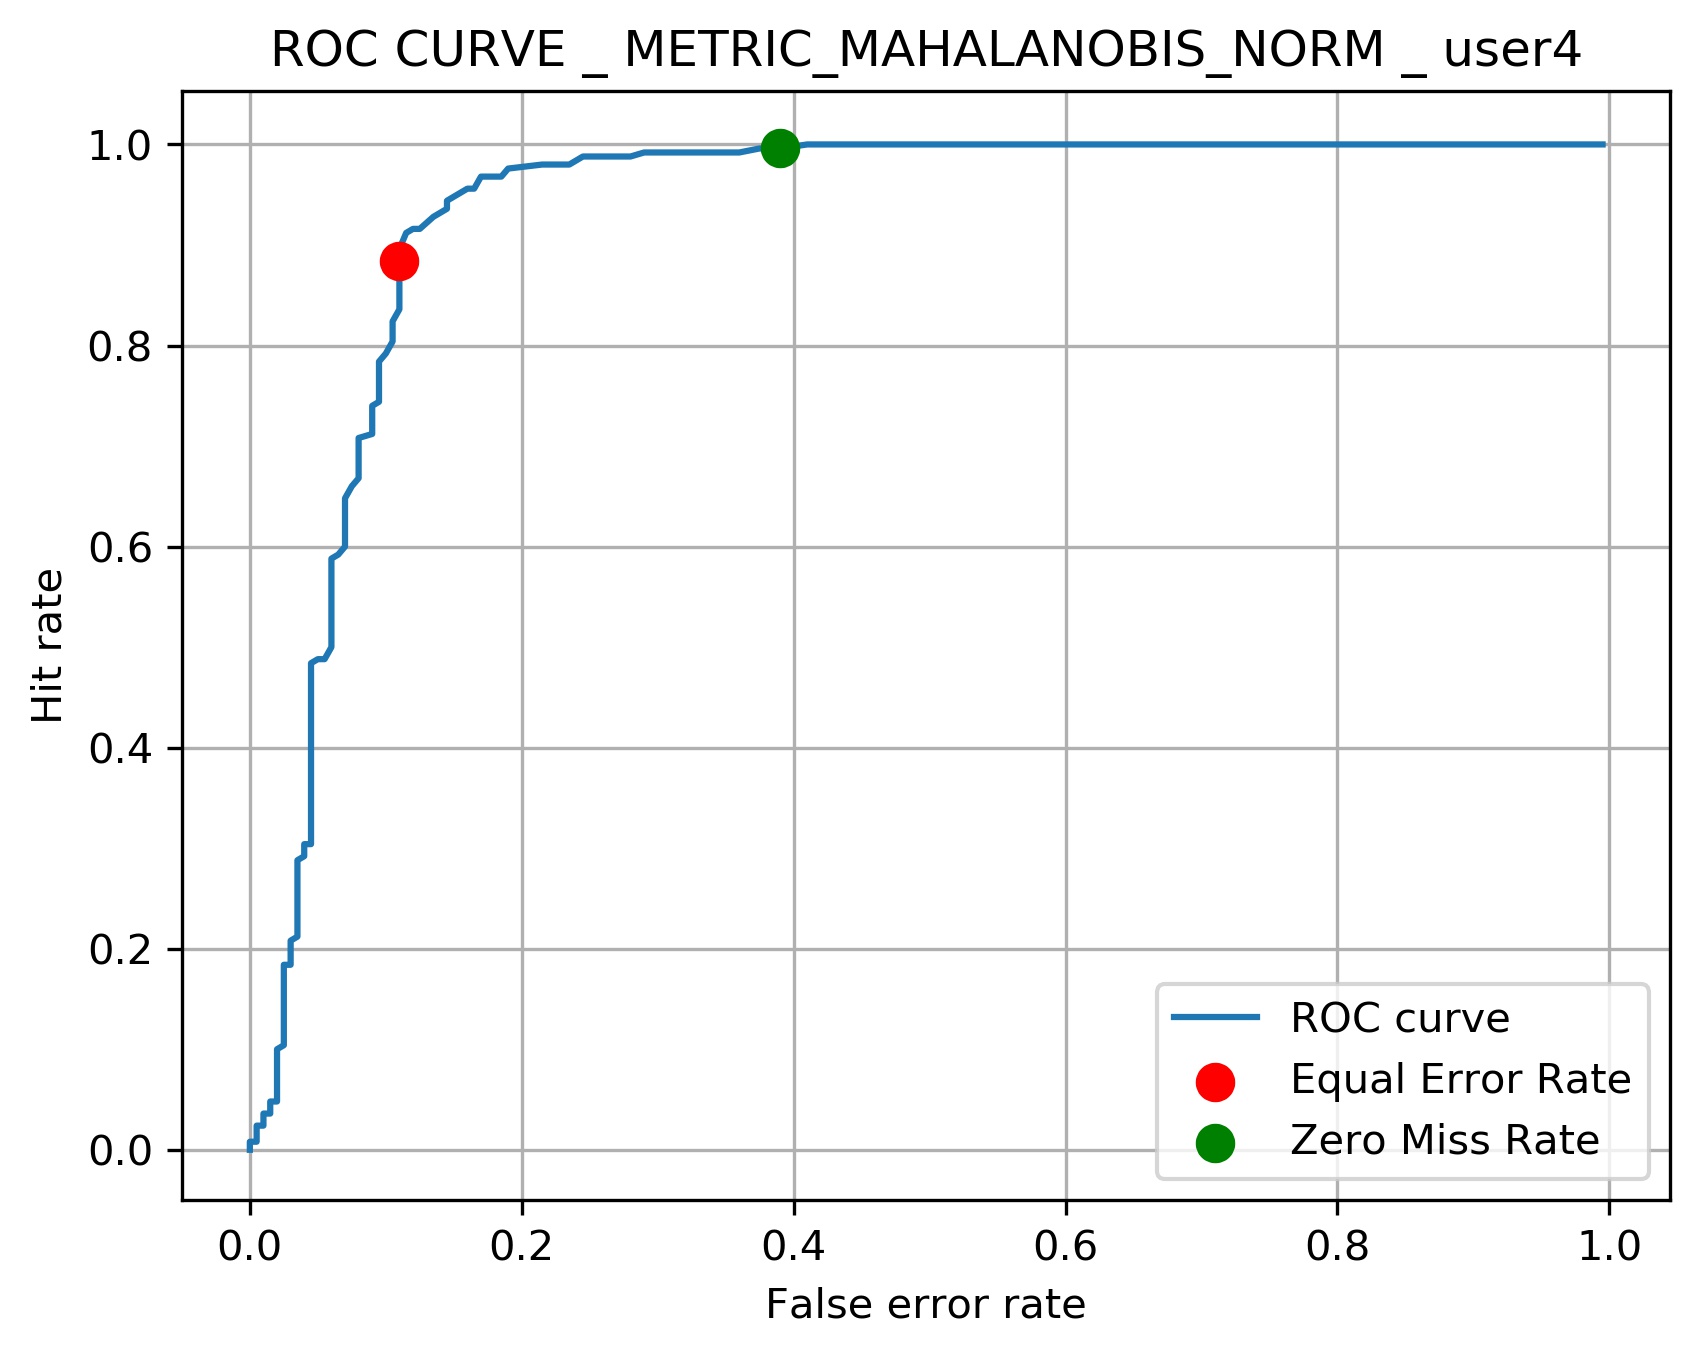 ROC CURVE _ METRIC_MAHALANOBIS_NORM _ user4
1.0
0.8
0.6
0.4
0.2
0.0
Hit rate
0.0 0.2 0.4 0.6 0.8 1.0
False error rate
ROC curve
Equal Error Rate
Zero Miss Rate